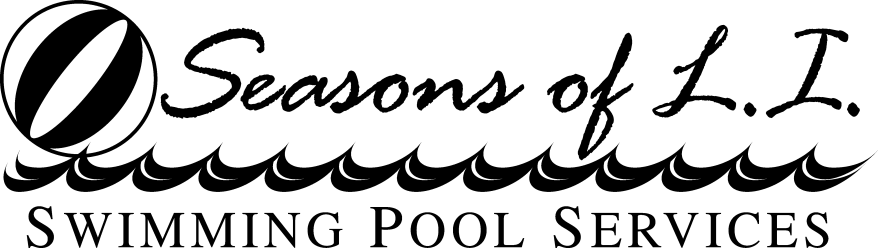 Seasons of L.I.
SWIMMING POOL SERVICES